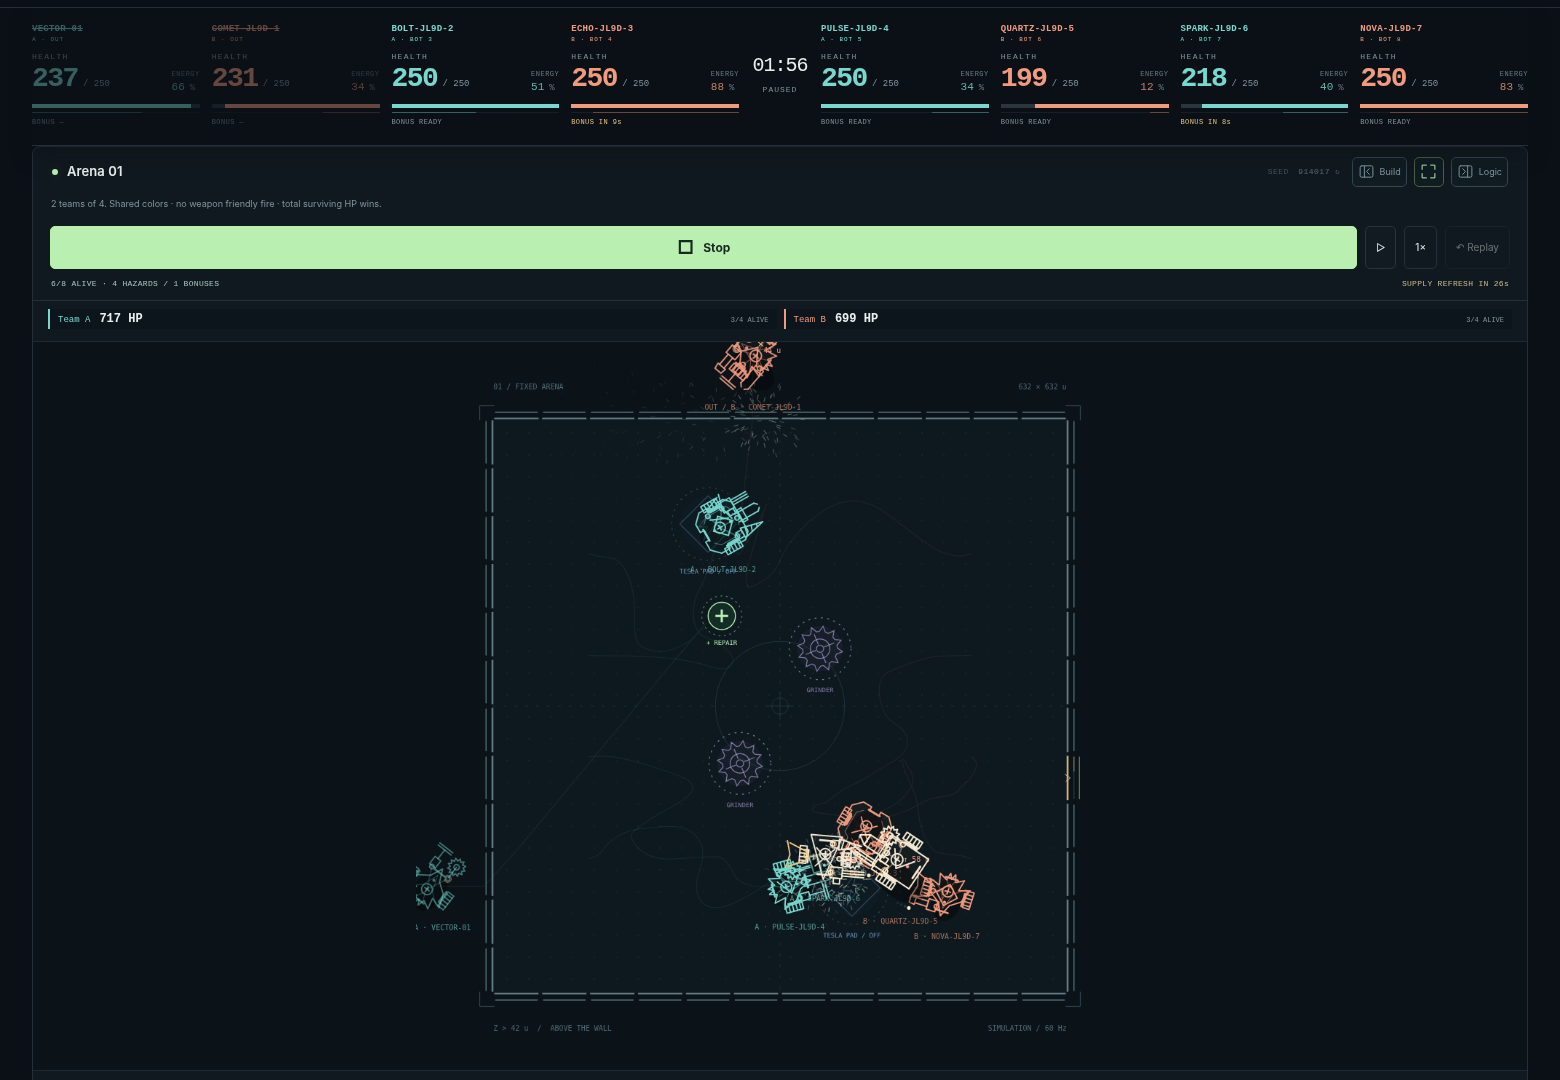 VECTOR-01
A · OUT
HEALTH
237 / 250
ENERGY
66 %
BONUS —
COMET-JL9D-1
B · OUT
HEALTH
231 / 250
ENERGY
34 %
BONUS —
BOLT-JL9D-2
A · BOT 3
HEALTH
250 / 250
ENERGY
51 %
BONUS READY
ECHO-JL9D-3
B · BOT 4
HEALTH
250 / 250
ENERGY
88 %
BONUS IN 9s
01:56
PAUSED
PULSE-JL9D-4
A · BOT 5
HEALTH
250 / 250
ENERGY
34 %
BONUS READY
QUARTZ-JL9D-5
B · BOT 6
HEALTH
199 / 250
ENERGY
12 %
BONUS READY
SPARK-JL9D-6
A · BOT 7
HEALTH
218 / 250
ENERGY
40 %
BONUS IN 8s
NOVA-JL9D-7
B · BOT 8
HEALTH
250 / 250
ENERGY
83 %
BONUS READY
Arena 01
SEED 914017 ↻
Build
Logic
2 teams of 4. Shared colors · no weapon friendly fire · total surviving HP wins.
Stop
1×
↶ Replay
6/8 ALIVE · 4 HAZARDS / 1 BONUSES
SUPPLY REFRESH IN 26s
Team A 717 HP
3/4 ALIVE
Team B 699 HP
3/4 ALIVE
01 / FIXED ARENA
632 × 632 u
OUT / B · COMET-JL9D-1
A · BOLT-JL9D-2
TESLA PAD / OFF
+ REPAIR
GRINDER
GRINDER
SPARK-JL9D-6
B · QUARTZ-JL9D-5
A · PULSE-JL9D-4
A · VECTOR-01
TESLA PAD / OFF
B · NOVA-JL9D-7
Z > 42 u / ABOVE THE WALL
SIMULATION / 60 Hz